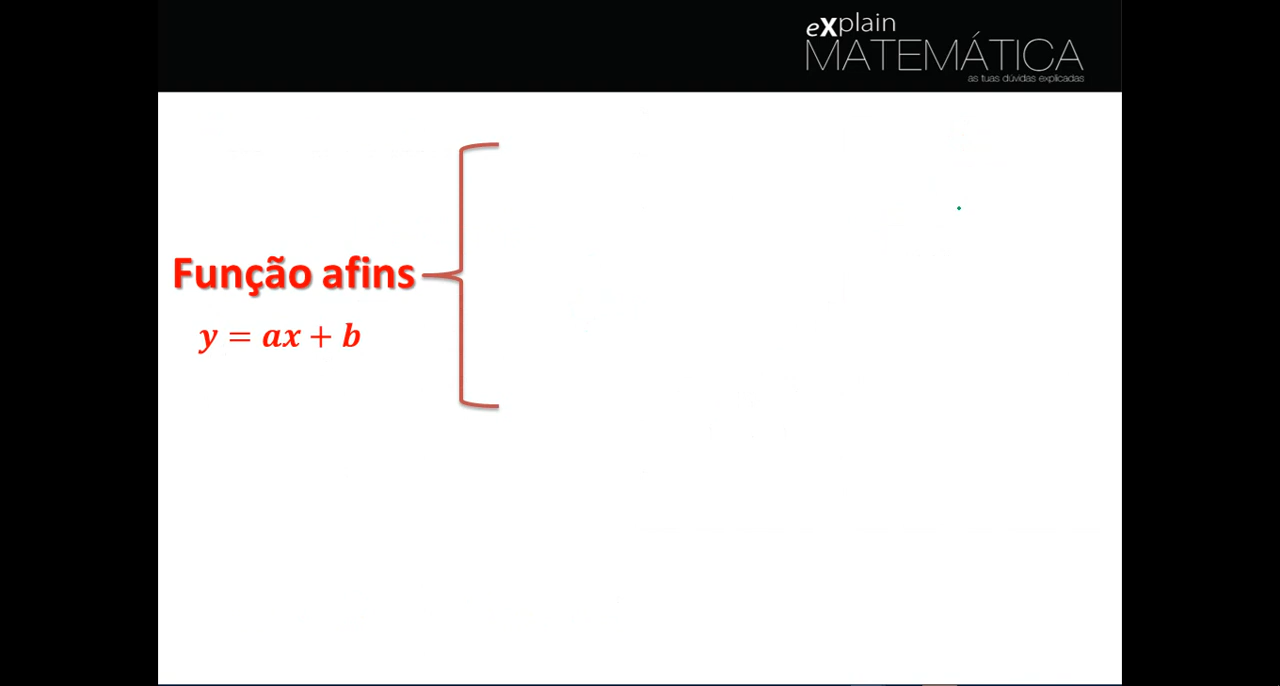 eXplain
MATEMÁTICA
as tuas dúvidas explicadas
Função afins
y = ax + b